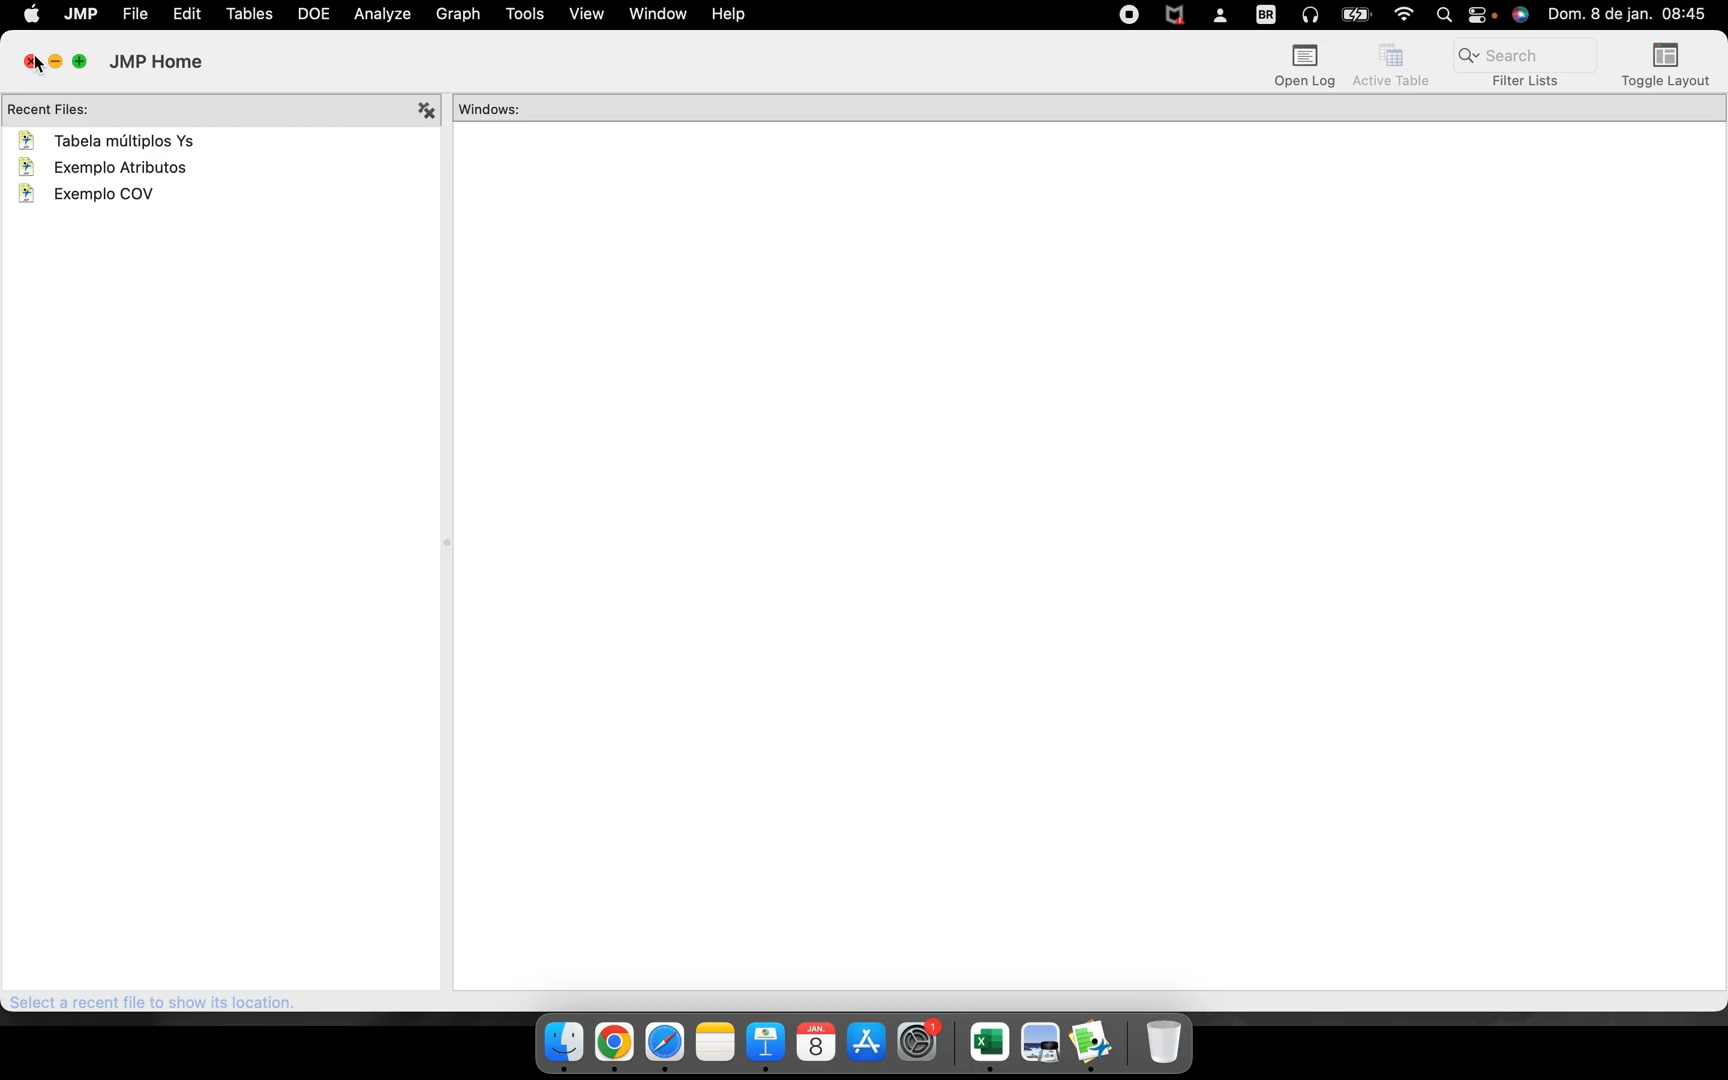 JMP File Edit Tables DOE Analyze Graph Tools View Window Help BR Dom. 8 de jan. 08:45
JMP Home
Open Log
Active Table
Search
Filter Lists
Toggle Layout
Recent Files:
Tabela múltiplos Ys
Exemplo Atributos
Exemplo COV
Windows:
Select a recent file to show its location.
JAN.
8
1